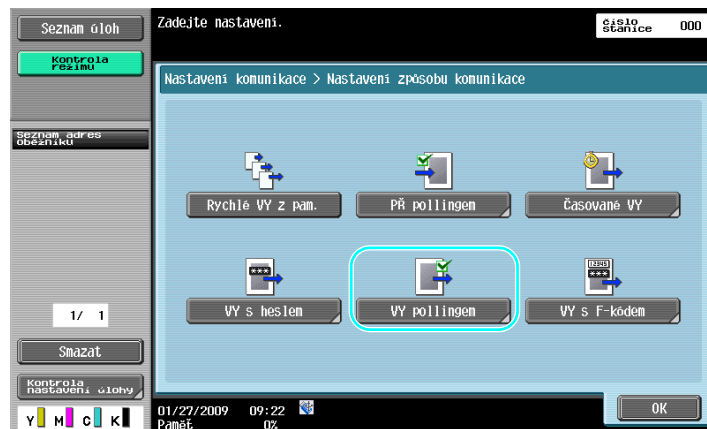 Seznam úloh
Kontrola
režimu
Seznam adres
oběžníku
1/ 1
Smazat
Kontrola
nastavení úlohy
Y M C K
Zadejte nastavení.
číslo
stanice 000
Nastavení komunikace > Nastavení způsobu komunikace
Rychlé VY z pam.
PŘ pollingem
Časované VY
VY s heslem
VY pollingem
VY s F-kódem
01/27/2009 09:22
Paměť 0%
OK